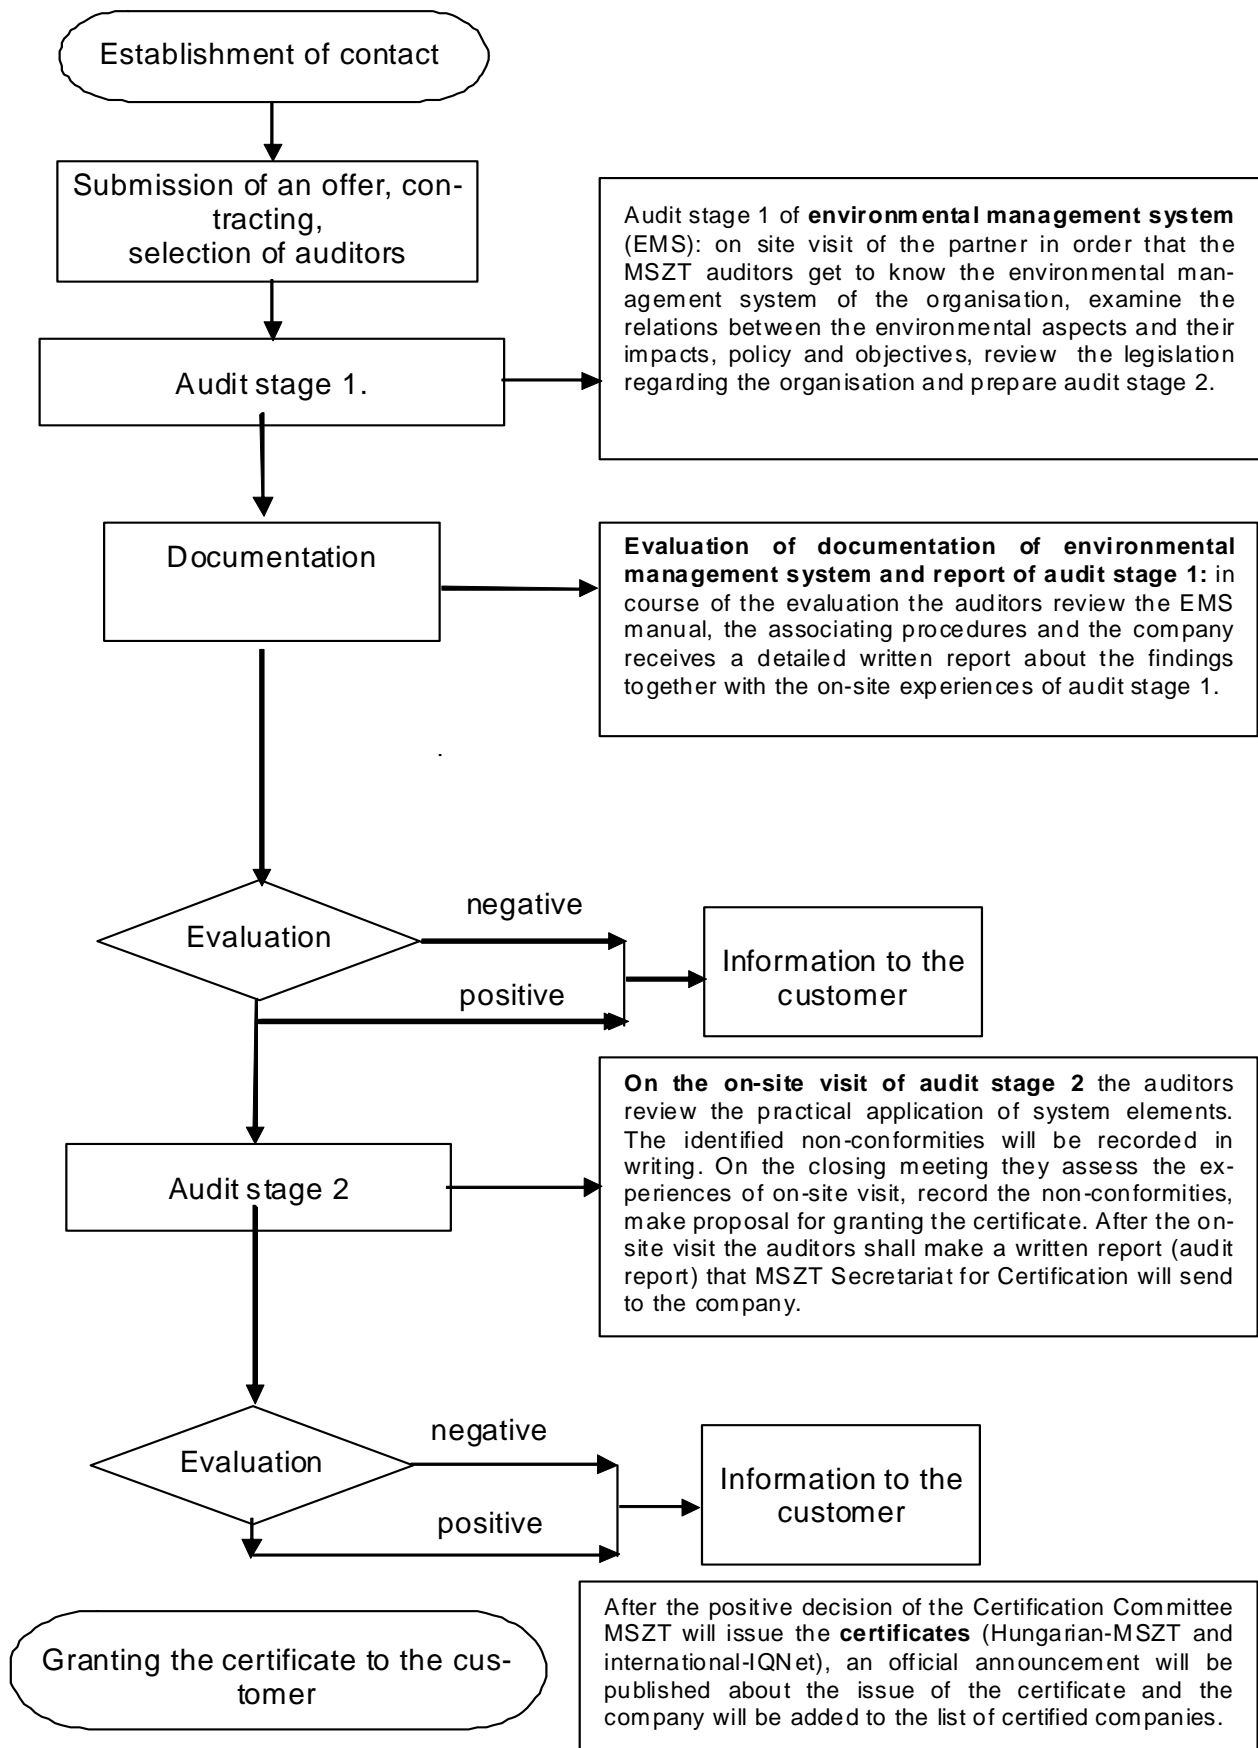 Establishment of contact
Submission of an offer, con-
tracting,
selection of auditors
Audit stage 1 of environmental management system
(EMS): on site visit of the partner in order that the
MSZT auditors get to know the environmental man-
agement system of the organisation, examine the
relations between the environmental aspects and their
impacts, policy and objectives, review the legislation
regarding the organisation and prepare audit stage 2.
Audit stage 1.
Documentation
Evaluation of documentation of environmental
management system and report of audit stage 1: in
course of the evaluation the auditors review the EMS
manual, the associating procedures and the company
receives a detailed written report about the findings
together with the on-site experiences of audit stage 1.
.
Evaluation
negative
positive
Information to the
customer
On the on-site visit of audit stage 2 the auditors
review the practical application of system elements.
The identified non-conformities will be recorded in
writing. On the closing meeting they assess the ex-
periences of on-site visit, record the non-conformities,
make proposal for granting the certificate. After the on-
site visit the auditors shall make a written report (audit
report) that MSZT Secretariat for Certification will send
to the company.
Audit stage 2
Evaluation
negative
positive
Information to the
customer
Granting the certificate to the cus-
tomer
After the positive decision of the Certification Committee
MSZT will issue the certificates (Hungarian-MSZT and
international-IQNet), an official announcement will be
published about the issue of the certificate and the
company will be added to the list of certified companies.